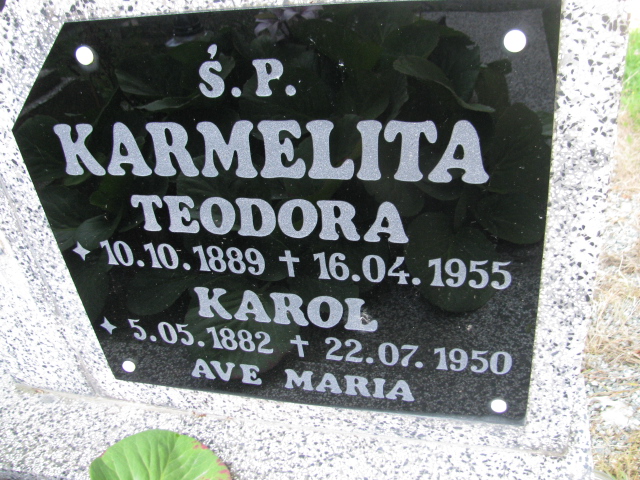 Ś.P.
KARMELITA
TEODORA
✦ 10.10.1889 ✝ 16.04.1955
KAROL
✦ 5.05.1882 ✝ 22.07.1950
AVE MARIA